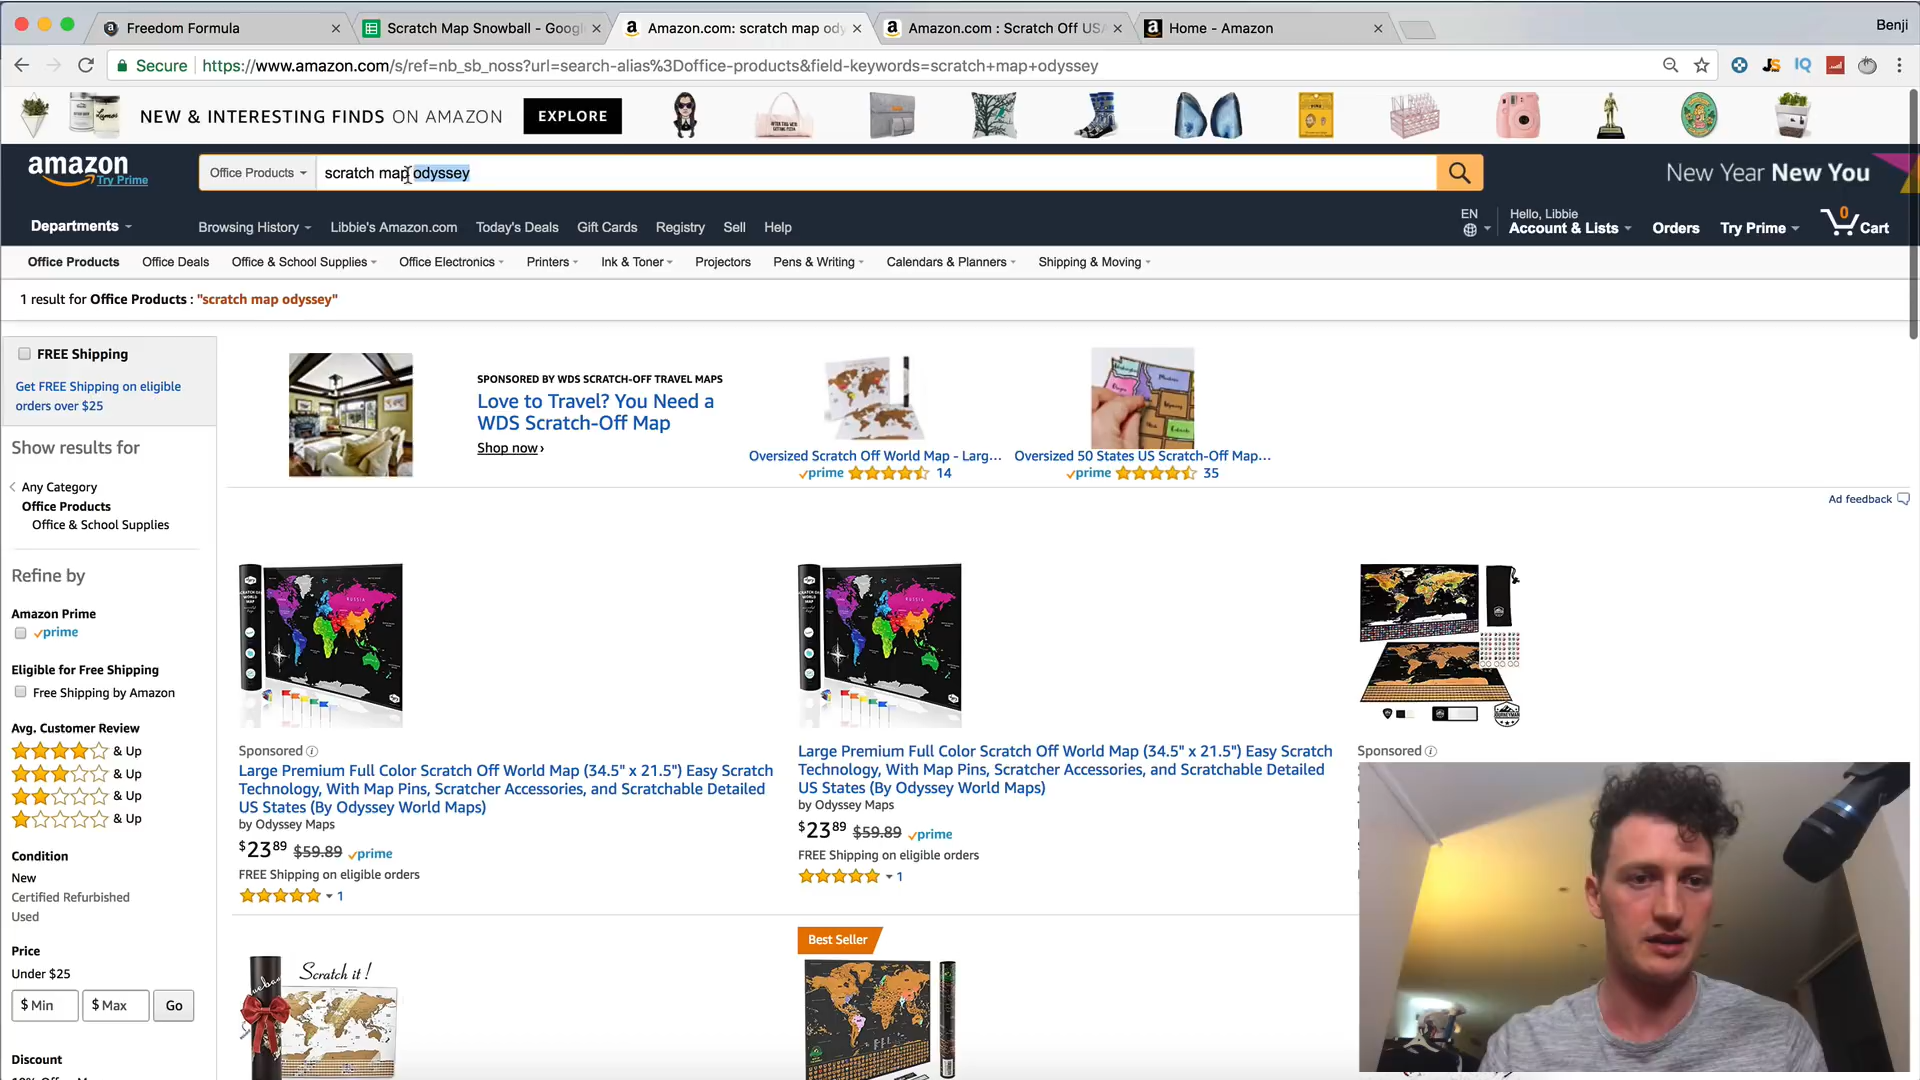 Freedom Formula
Scratch Map Snowball - Googl
Amazon.com: scratch map ody
Amazon.com : Scratch Off USA
Home - Amazon
Benji
Secure
https://www.amazon.com/s/ref=nb_sb_noss?url=search-alias%3Doffice-products&field-keywords=scratch+map+odyssey
JS
IQ
NEW & INTERESTING FINDS ON AMAZON
EXPLORE
amazon
Try Prime
Office Products
scratch map odyssey
New Year New You
Departments
Browsing History
Libbie's Amazon.com
Today's Deals
Gift Cards
Registry
Sell
Help
EN
Hello, Libbie
Account & Lists
Orders
Try Prime
0
Cart
Office Products
Office Deals
Office & School Supplies
Office Electronics
Printers
Ink & Toner
Projectors
Pens & Writing
Calendars & Planners
Shipping & Moving
1 result for Office Products : "scratch map odyssey"
FREE Shipping
Get FREE Shipping on eligible
orders over $25
Show results for
Any Category
Office Products
Office & School Supplies
Refine by
Amazon Prime
prime
Eligible for Free Shipping
Free Shipping by Amazon
Avg. Customer Review
& Up
& Up
& Up
& Up
Condition
New
Certified Refurbished
Used
Price
Under $25
$ Min
$ Max
Go
Discount
SPONSORED BY WDS SCRATCH-OFF TRAVEL MAPS
Love to Travel? You Need a
WDS Scratch-Off Map
Shop now ›
Oversized Scratch Off World Map - Larg...
prime
14
Oversized 50 States US Scratch-Off Map...
prime
35
Ad feedback
RUSSIA
Sponsored
Large Premium Full Color Scratch Off World Map (34.5" x 21.5") Easy Scratch
Technology, With Map Pins, Scratcher Accessories, and Scratchable Detailed
US States (By Odyssey World Maps)
by Odyssey Maps
$23 89 $59.89 prime
FREE Shipping on eligible orders
1
RUSSIA
Large Premium Full Color Scratch Off World Map (34.5" x 21.5") Easy Scratch
Technology, With Map Pins, Scratcher Accessories, and Scratchable Detailed
US States (By Odyssey World Maps)
by Odyssey Maps
$23 89 $59.89 prime
FREE Shipping on eligible orders
1
Sponsored
Scratch it!
Best Seller